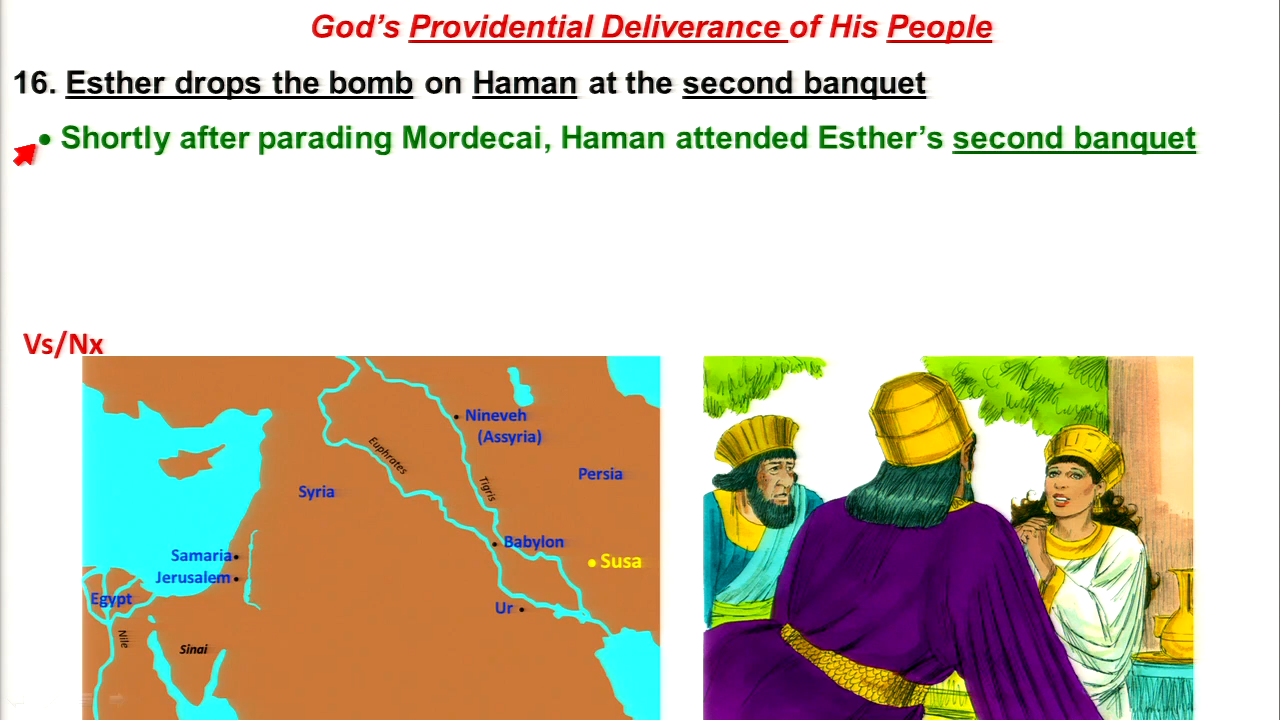 God's Providential Deliverance of His People
16. Esther drops the bomb on Haman at the second banquet
• Shortly after parading Mordecai, Haman attended Esther's second banquet
Vs/Nx
Nineveh
(Assyria)
Euphrates
Persia
Tigris
Syria
Babylon
Samaria
Susa
Jerusalem
Egypt
Ur
Nile
Sinai